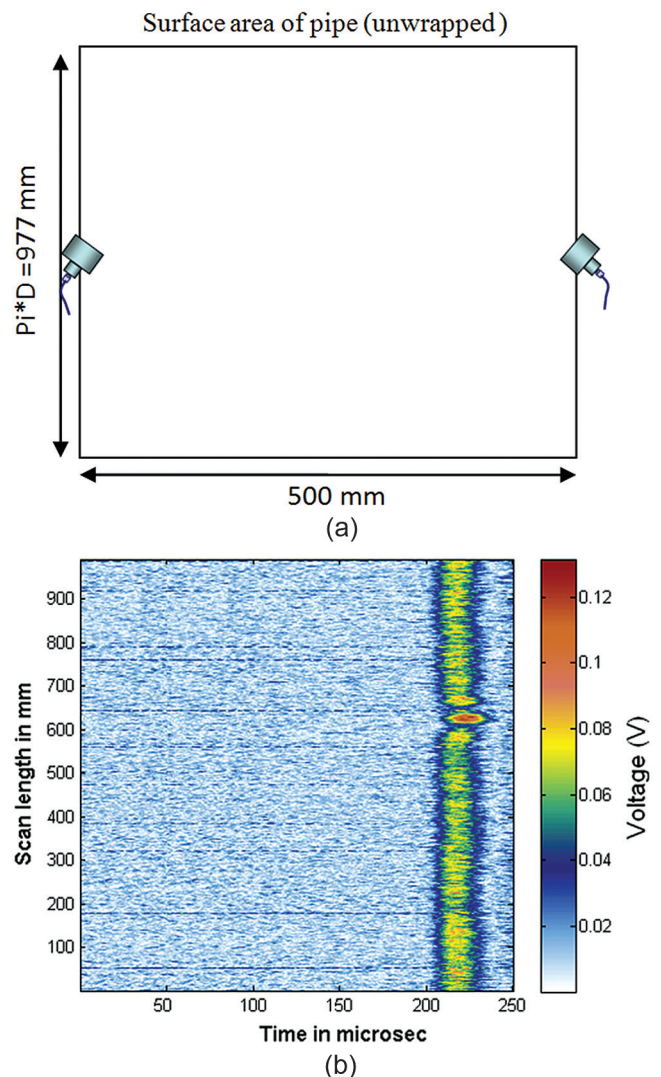 Surface area of pipe (unwrapped)
Pi*D =977 mm
500 mm
(a)
900
800
700
600
500
400
300
200
100
Scan length in mm
50
100
150
200
250
Time in microsec
0.12
0.1
0.08
0.06
0.04
0.02
Voltage (V)
(b)